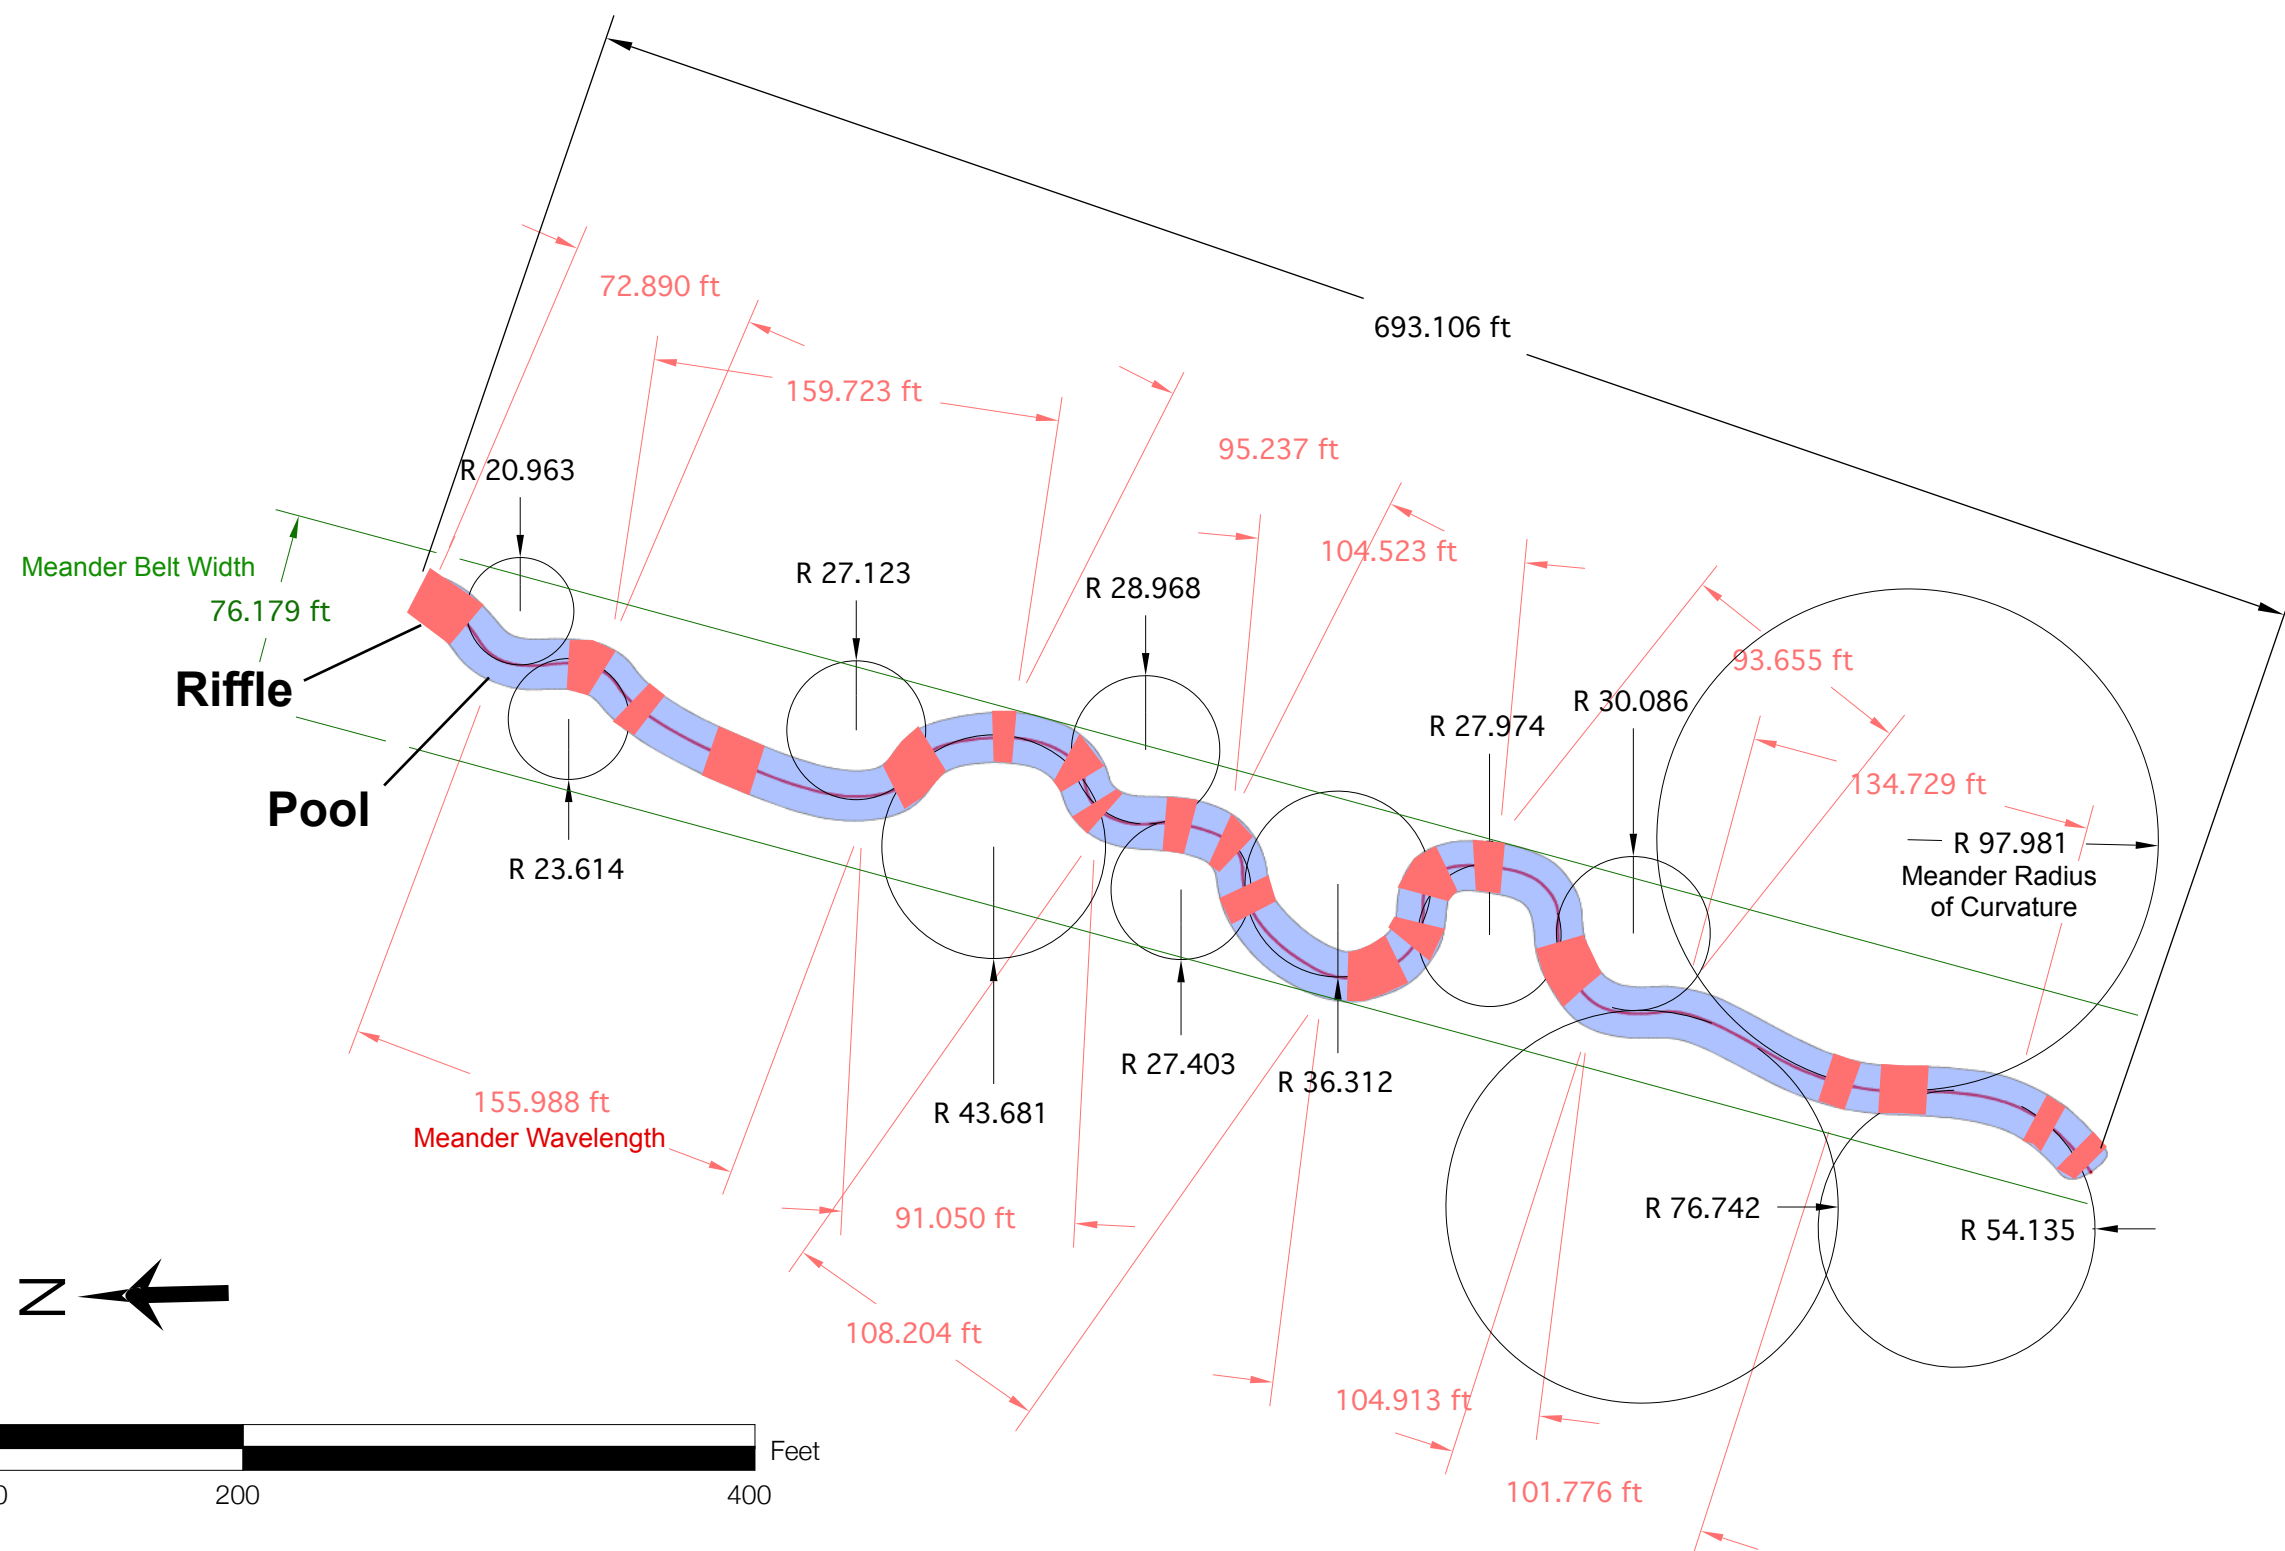 72.890 ft
693.106 ft
159.723 ft
95.237 ft
R 20.963
104.523 ft
Meander Belt Width
76.179 ft
R 27.123
R 28.968
93.655 ft
Riffle
R 30.086
R 27.974
134.729 ft
Pool
R 23.614
R 97.981
Meander Radius
of Curvature
R 27.403
R 36.312
155.988 ft
Meander Wavelength
R 43.681
91.050 ft
R 76.742
R 54.135
N
108.204 ft
104.913 ft
Feet
0
200
400
101.776 ft